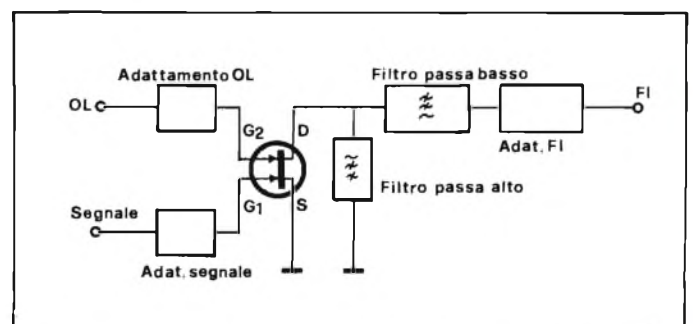 Adattamento OL
Filtro passa basso
FI
OL
G2
D
Adat, FI
Filtro passa alto
Segnale
G1
S
Adat, segnale